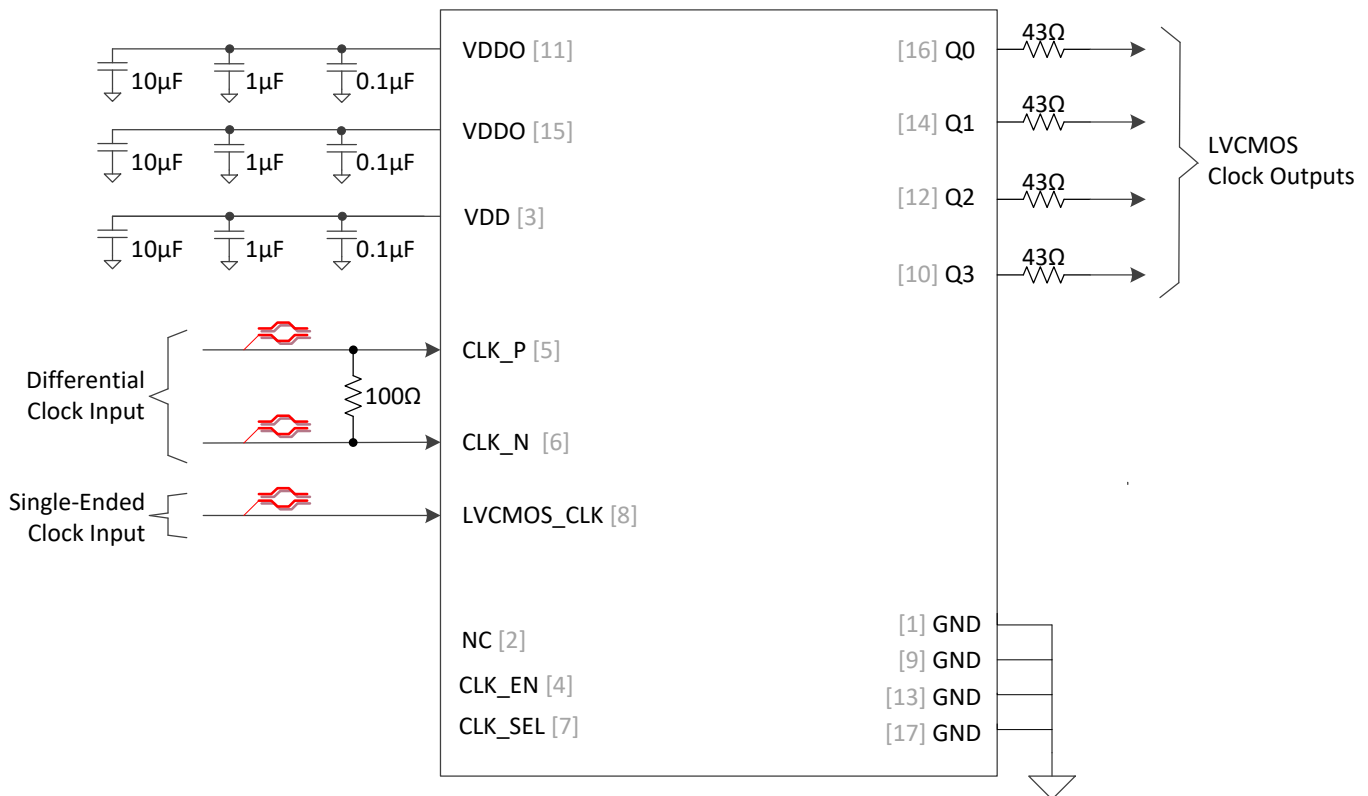 VDDO [11]
10µF
1µF
0.1µF
VDDO [15]
10µF
1µF
0.1µF
VDD [3]
10µF
1µF
0.1µF
Differential
Clock Input
100Ω
CLK_P [5]
CLK_N [6]
Single-Ended
Clock Input
LVCMOS_CLK [8]
NC [2]
CLK_EN [4]
CLK_SEL [7]
[16] Q0
43Ω
[14] Q1
43Ω
[12] Q2
43Ω
[10] Q3
43Ω
LVCMOS
Clock Outputs
[1] GND
[9] GND
[13] GND
[17] GND